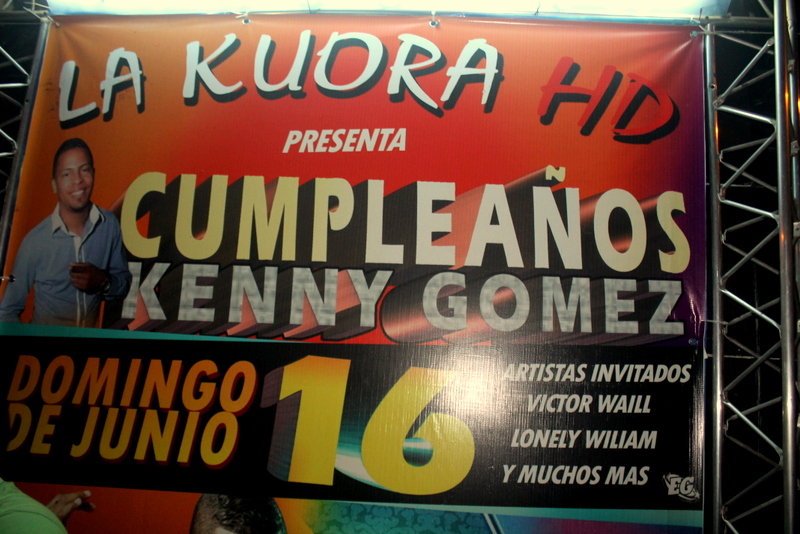 LA KUORA HD
PRESENTA
CUMPLEAÑOS
KENNY GOMEZ
DOMINGO
DE JUNIO
16
ARTISTAS INVITADOS
VICTOR WAILL
LONELY WILIAM
Y MUCHOS MAS
EG